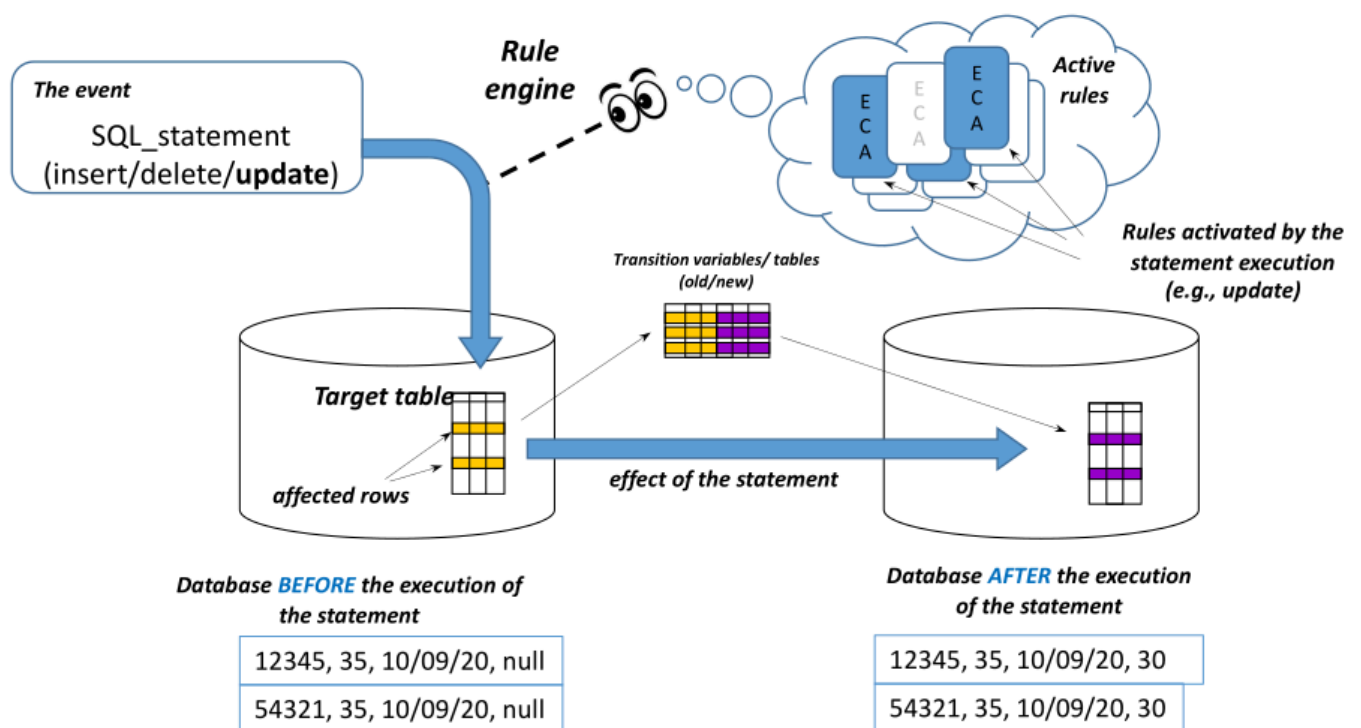 The event
SQL_statement
(insert/delete/update)
Rule
engine
E
C
A
E
C
A
E
C
A
Active
rules
Rules activated by the
statement execution
(e.g., update)
Transition variables/ tables
(old/new)
Target table
affected rows
effect of the statement
Database BEFORE the execution of
the statement
12345, 35, 10/09/20, null
54321, 35, 10/09/20, null
Database AFTER the execution
of the statement
12345, 35, 10/09/20, 30
54321, 35, 10/09/20, 30